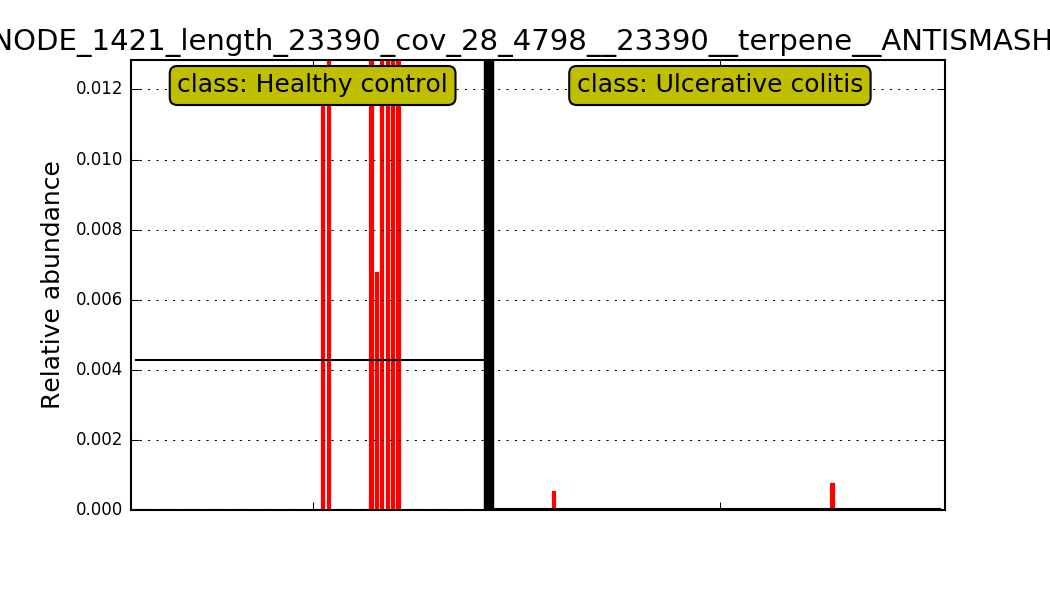 NODE_1421_length_23390_cov_28_4798__23390__terpene__ANTISMASH
class: Healthy control
class: Ulcerative colitis
Relative abundance
0.012
0.010
0.008
0.006
0.004
0.002
0.000